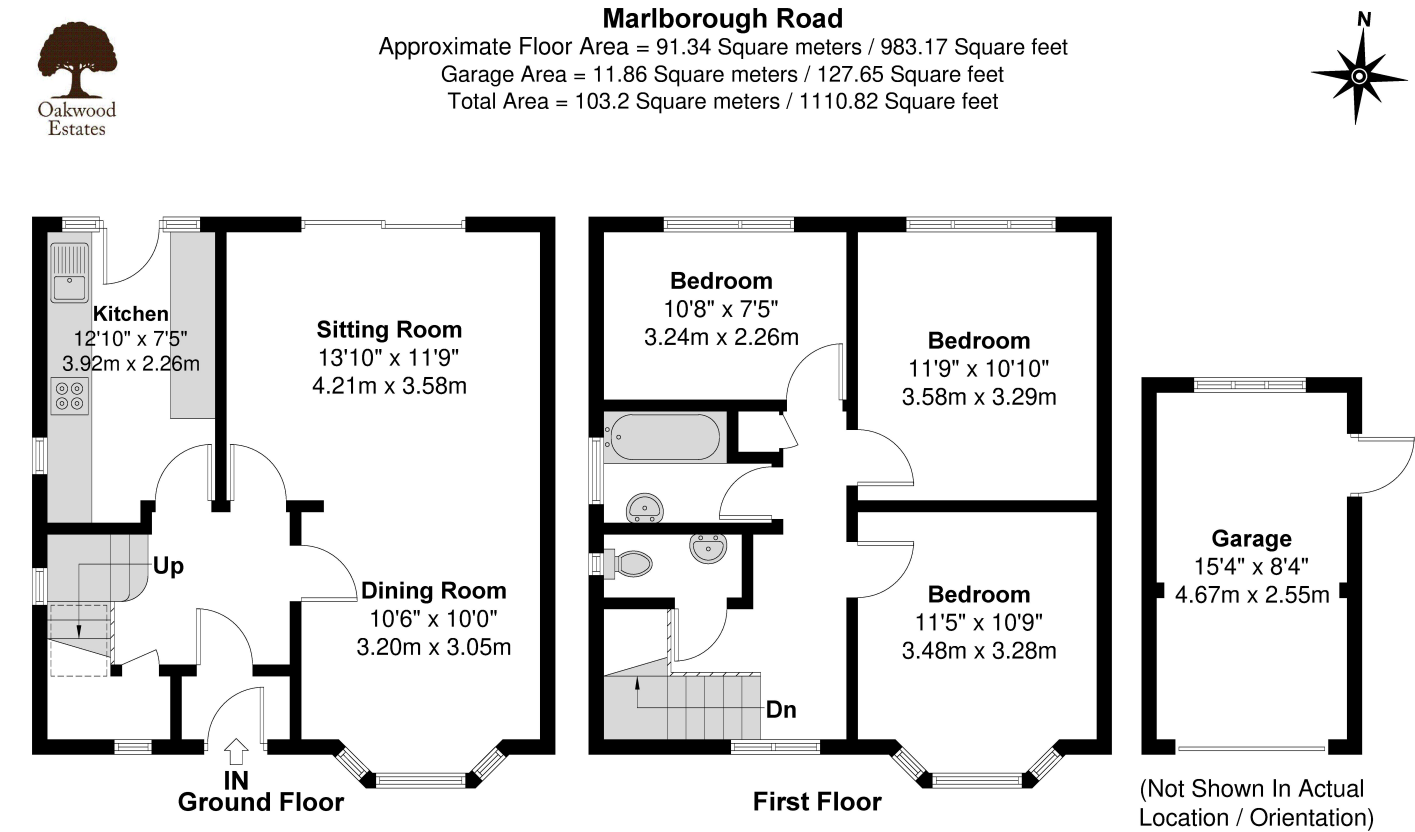 Marlborough Road
Approximate Floor Area = 91.34 Square meters / 983.17 Square feet
Garage Area = 11.86 Square meters / 127.65 Square feet
Total Area = 103.2 Square meters / 1110.82 Square feet
Oakwood
Estates
N
Kitchen
12'10" x 7'5"
3.92m x 2.26m
Sitting Room
13'10" x 11'9"
4.21m x 3.58m
Up
Dining Room
10'6" x 10'0"
3.20m x 3.05m
IN
Ground Floor
Bedroom
10'8" x 7'5"
3.24m x 2.26m
Bedroom
11'9" x 10'10"
3.58m x 3.29m
Bedroom
11'5" x 10'9"
3.48m x 3.28m
Dn
First Floor
Garage
15'4" x 8'4"
4.67m x 2.55m
(Not Shown In Actual
Location / Orientation)